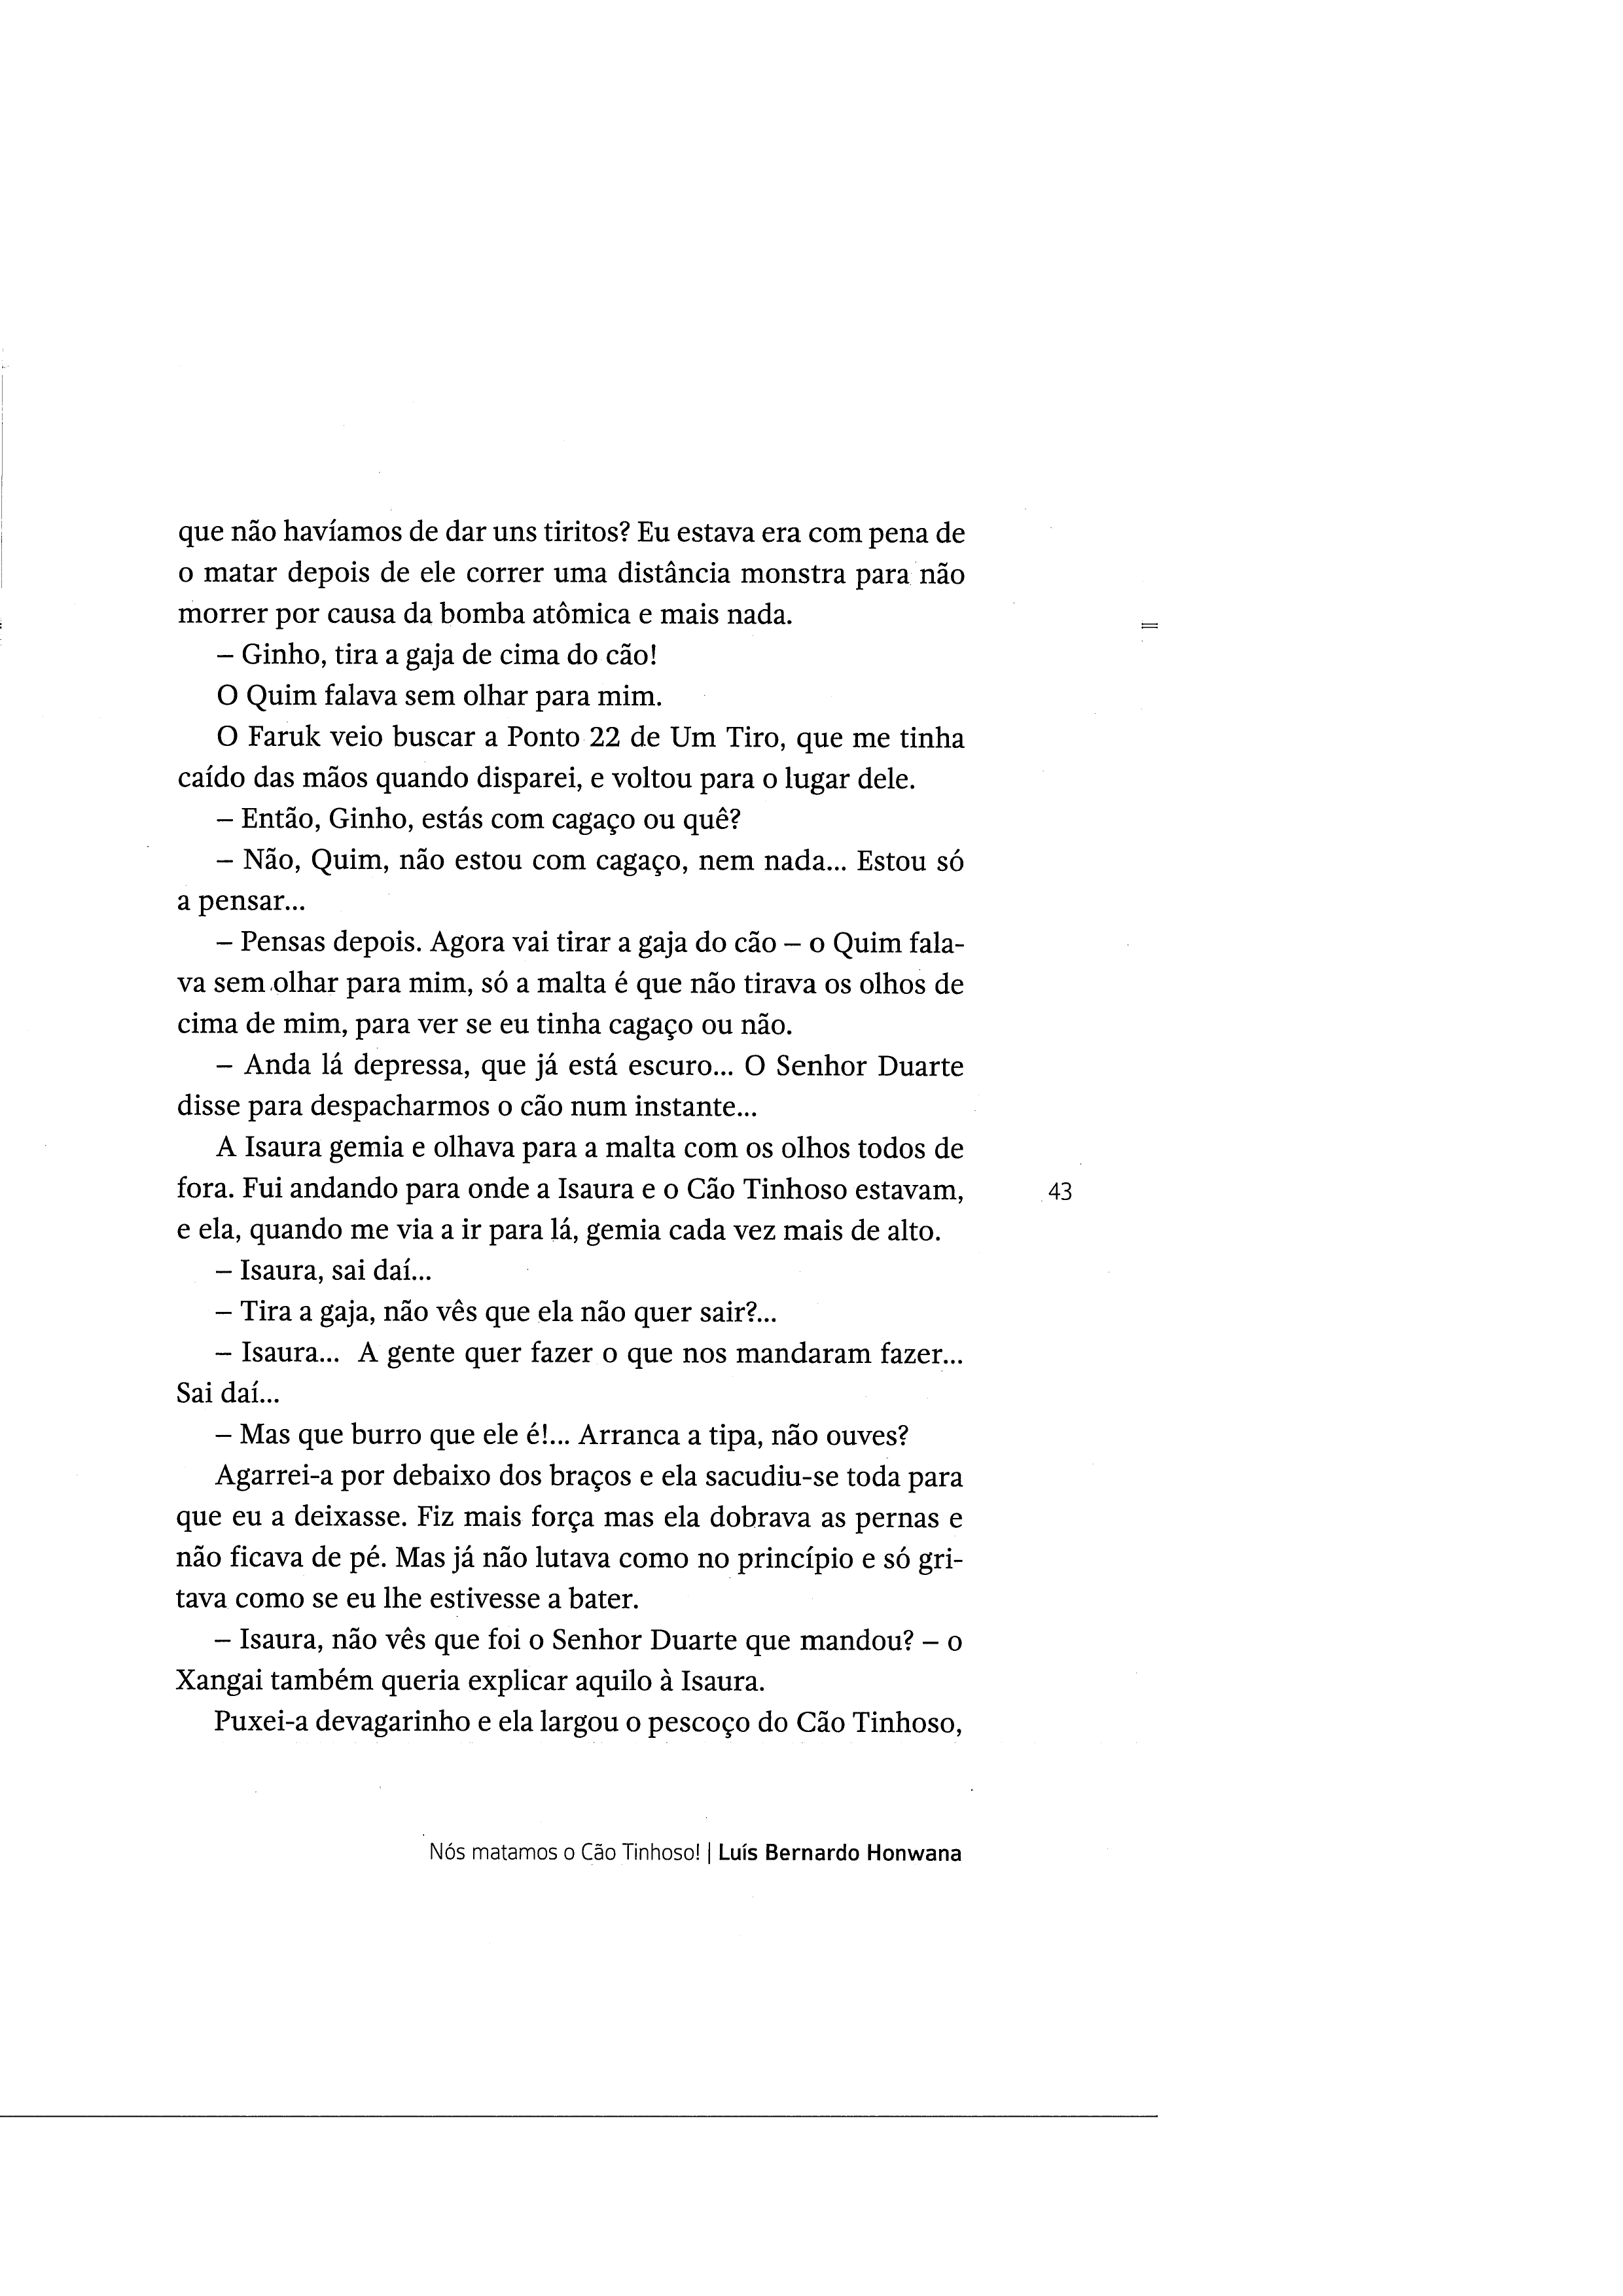 que não havíamos de dar uns tiritos? Eu estava era com pena de
o matar depois de ele correr uma distância monstra para não
morrer por causa da bomba atômica e mais nada.
– Ginho, tira a gaja de cima do cão!
O Quim falava sem olhar para mim.
O Faruk veio buscar a Ponto 22 de Um Tiro, que me tinha
caído das mãos quando disparei, e voltou para o lugar dele.
– Então, Ginho, estás com cagaço ou quê?
– Não, Quim, não estou com cagaço, nem nada... Estou só
a pensar...
– Pensas depois. Agora vai tirar a gaja do cão – o Quim fala-
va sem olhar para mim, só a malta é que não tirava os olhos de
cima de mim, para ver se eu tinha cagaço ou não.
– Anda lá depressa, que já está escuro... O Senhor Duarte
disse para despacharmos o cão num instante...
A Isaura gemia e olhava para a malta com os olhos todos de
fora. Fui andando para onde a Isaura e o Cão Tinhoso estavam,
e ela, quando me via a ir para lá, gemia cada vez mais de alto.
– Isaura, sai daí...
– Tira a gaja, não vês que ela não quer sair?...
– Isaura... A gente quer fazer o que nos mandaram fazer...
Sai daí...
– Mas que burro que ele é!... Arranca a tipa, não ouves?
Agarrei-a por debaixo dos braços e ela sacudiu-se toda para
que eu a deixasse. Fiz mais força mas ela dobrava as pernas e
não ficava de pé. Mas já não lutava como no princípio e só gri-
tava como se eu lhe estivesse a bater.
– Isaura, não vês que foi o Senhor Duarte que mandou? – o
Xangai também queria explicar aquilo à Isaura.
Puxei-a devagarinho e ela largou o pescoço do Cão Tinhoso,
43
Nós matamos o Cão Tinhoso! | Luís Bernardo Honwana